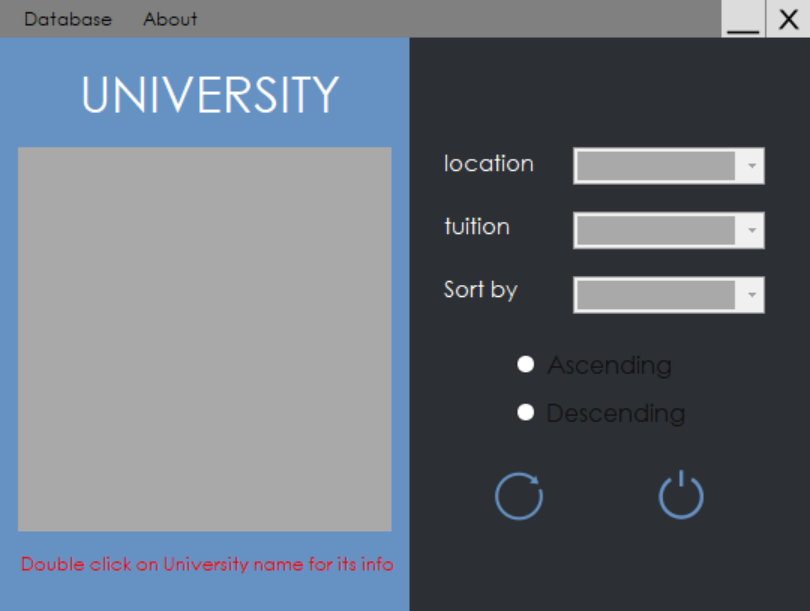 Database About
X
UNIVERSITY
location
tuition
Sort by
Ascending
Descending
Double click on University name for its info